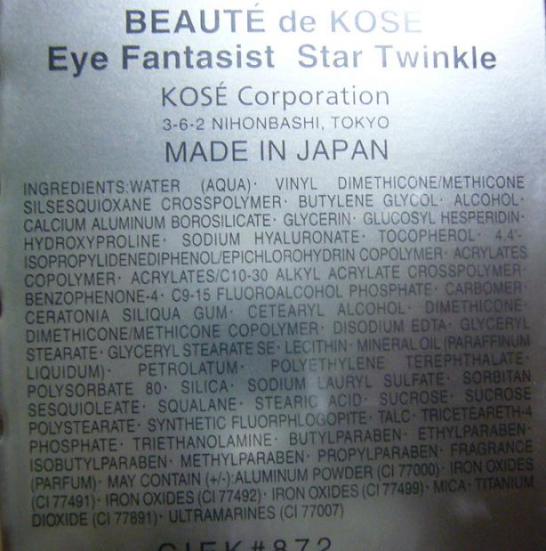 BEAUTÉ de KOSÉ
Eye Fantasist Star Twinkle
KOSÉ Corporation
3-6-2 NIHONBASHI, TOKYO
MADE IN JAPAN
INGREDIENTS:WATER (AQUA)· VINYL DIMETHICONE/METHICONE
SILSESQUIOXANE CROSSPOLYMER· BUTYLENE GLYCOL· ALCOHOL·
CALCIUM ALUMINUM BOROSILICATE· GLYCERIN· GLUCOSYL HESPERIDIN·
HYDROXYPROLINE· SODIUM HYALURONATE· TOCOPHEROL· 4.4'-
ISOPROPYLIDENEDIPHENOL/EPICHLOROHYDRIN COPOLYMER· ACRYLATES
COPOLYMER· ACRYLATES/C10-30 ALKYL ACRYLATE CROSSPOLYMER·
BENZOPHENONE-4· C9-15 FLUOROALCOHOL PHOSPHATE· CARBOMER·
CERATONIA SILIQUA GUM· CETEARYL ALCOHOL· DIMETHICONE·
DIMETHICONE/METHICONE COPOLYMER· DISODIUM EDTA· GLYCERYL
STEARATE· GLYCERYL STEARATE SE· LECITHIN· MINERAL OIL (PARAFFINUM
LIQUIDUM)· PETROLATUM· POLYETHYLENE TEREPHTHALATE·
POLYSORBATE 80· SILICA· SODIUM LAURYL SULFATE· SORBITAN
SESQUIOLEATE· SQUALANE· STEARIC ACID· SUCROSE· SUCROSE
POLYSTEARATE· SYNTHETIC FLUORPHLOGOPITE· TALC· TRICETEARETH-4
PHOSPHATE· TRIETHANOLAMINE· BUTYLPARABEN· ETHYLPARABEN·
ISOBUTYLPARABEN· METHYLPARABEN· PROPYLPARABEN· FRAGRANCE
(PARFUM)· MAY CONTAIN (+/-):ALUMINUM POWDER (CI 77000)· IRON OXIDES
(CI 77491)· IRON OXIDES (CI 77492)· IRON OXIDES (CI 77499)· MICA· TITANIUM
DIOXIDE (CI 77891)· ULTRAMARINES (CI 77007)